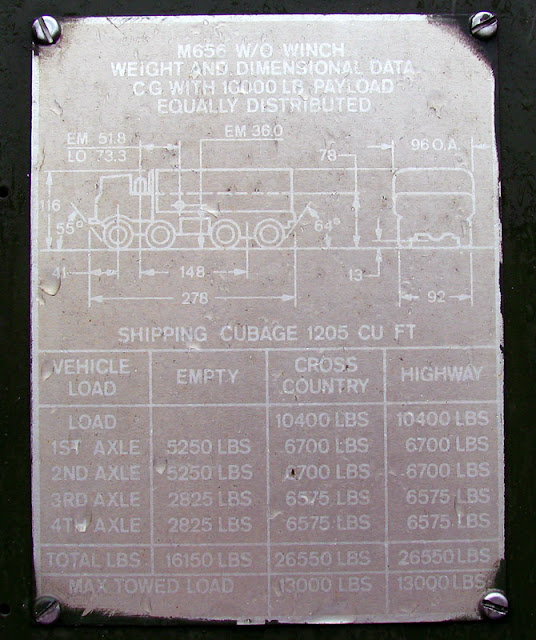 M656 W/O WINCH
WEIGHT AND DIMENSIONAL DATA
CG WITH 10000 LB PAYLOAD
EQUALLY DISTRIBUTED
EM 51.8 EM 36.0
LO 73.3 78 96 O.A.
116
55° 64°
41 148 13
278 92
SHIPPING CUBAGE 1205 CU FT
VEHICLE LOAD EMPTY CROSS COUNTRY HIGHWAY
LOAD 10400 LBS 10400 LBS
1ST AXLE 5250 LBS 6700 LBS 6700 LBS
2ND AXLE 5250 LBS 6700 LBS 6700 LBS
3RD AXLE 2825 LBS 6575 LBS 6575 LBS
4TH AXLE 2825 LBS 6575 LBS 6575 LBS
TOTAL LBS 16150 LBS 26550 LBS 26550 LBS
MAX TOWED LOAD 13000 LBS 13000 LBS